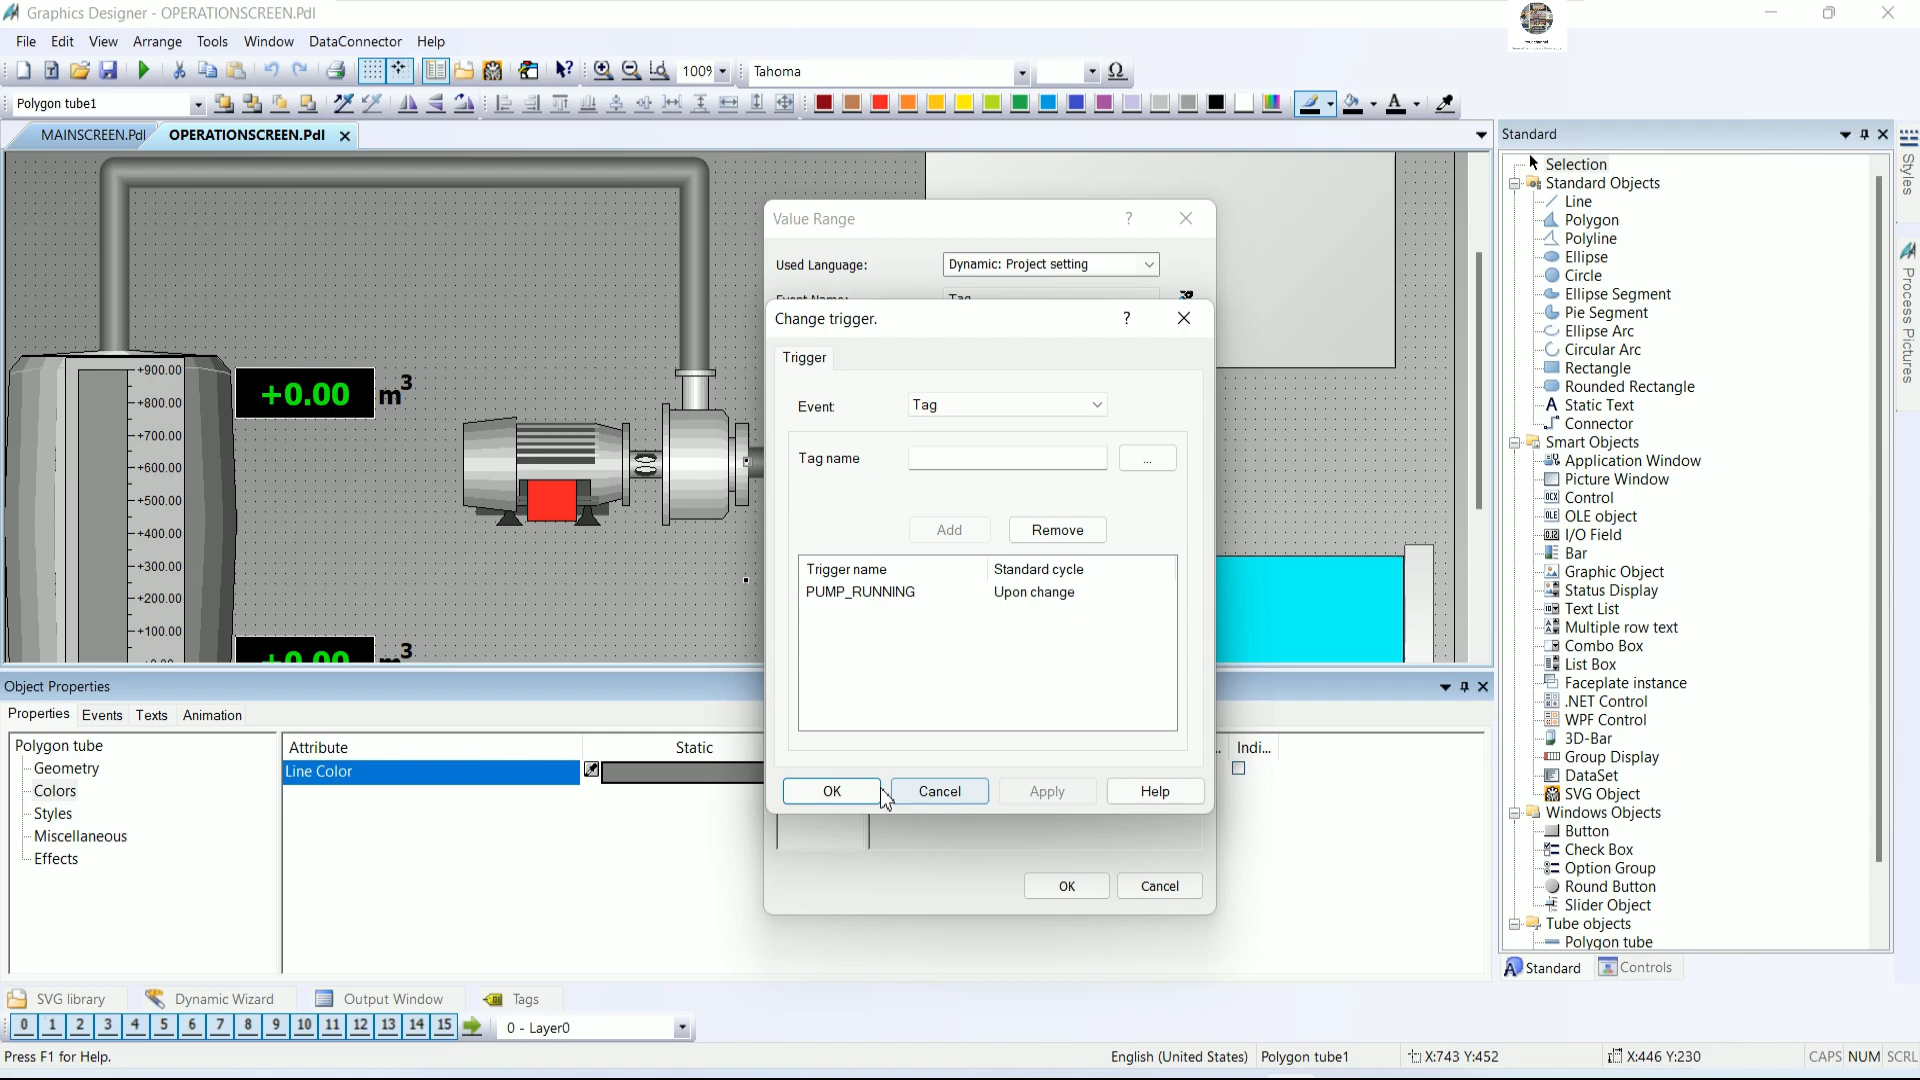 Graphics Designer - OPERATIONSCREEN.Pdl
File Edit View Arrange Tools Window DataConnector Help
100% Tahoma Ω
Polygon tube1
MAINSCREEN.Pdl OPERATIONSCREEN.Pdl
+900.00
+800.00
+700.00
+600.00
+500.00
+400.00
+300.00
+200.00
+100.00
+0.00 m3
+0.00 m3
Value Range ?
Used Language: Dynamic: Project setting
Event Name: Tag
Change trigger. ?
Trigger
Event: Tag
Tag name ...
Add Remove
Trigger name Standard cycle
PUMP_RUNNING Upon change
OK Cancel Apply Help
OK Cancel
Standard
Selection
Standard Objects
Line
Polygon
Polyline
Ellipse
Circle
Ellipse Segment
Pie Segment
Ellipse Arc
Circular Arc
Rectangle
Rounded Rectangle
A Static Text
Connector
Smart Objects
Application Window
Picture Window
OCX Control
OLE OLE object
0.12 I/O Field
Bar
Graphic Object
Status Display
Text List
Multiple row text
Combo Box
List Box
Faceplate instance
.NET Control
WPF Control
3D-Bar
Group Display
DataSet
SVG Object
Windows Objects
Button
Check Box
Option Group
Round Button
Slider Object
Tube objects
Polygon tube
Standard Controls
Styles
Process Pictures
Object Properties
Properties Events Texts Animation
Polygon tube
Geometry
Colors
Styles
Miscellaneous
Effects
Attribute Static Indi...
Line Color
SVG library Dynamic Wizard Output Window Tags
0 1 2 3 4 5 6 7 8 9 10 11 12 13 14 15 0 - Layer0
Press F1 for Help. English (United States) Polygon tube1 X:743 Y:452 X:446 Y:230 CAPS NUM SCRL